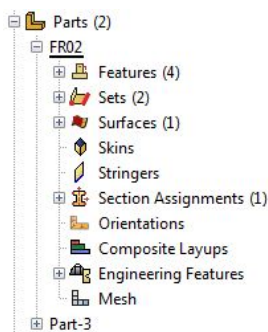 Parts (2)
FR02
Features (4)
Sets (2)
Surfaces (1)
Skins
Stringers
Section Assignments (1)
Orientations
Composite Layups
Engineering Features
Mesh
Part-3